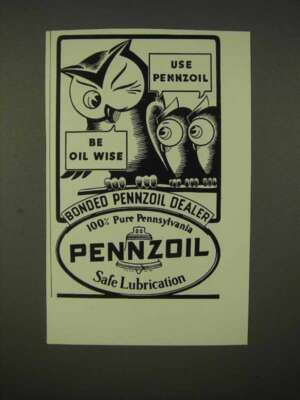 USE
PENNZOIL
BE
OIL WISE
BONDED PENNZOIL DEALER
100% Pure Pennsylvania
PENNZOIL
Safe Lubrication